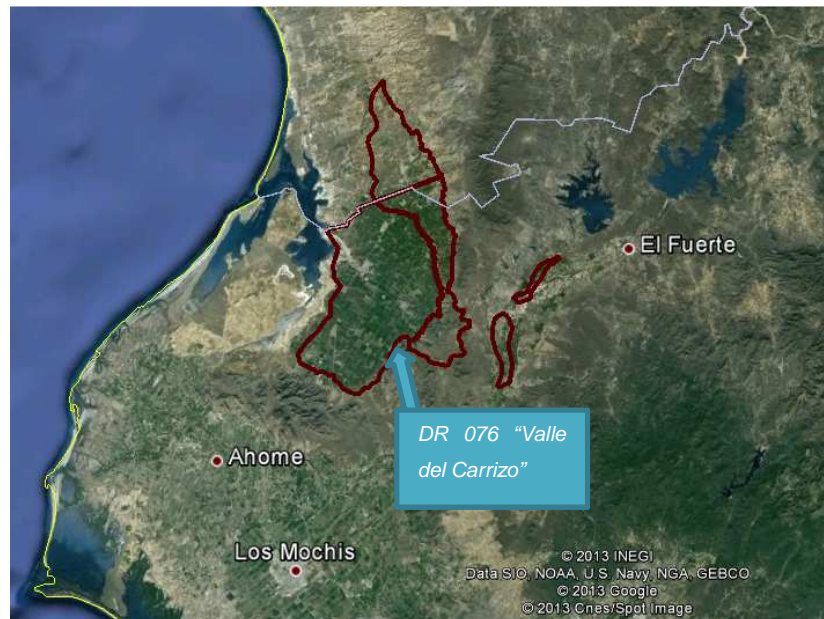 El Fuerte
DR 076 “Valle
del Carrizo”
Ahome
Los Mochis
© 2013 INEGI
Data SIO, NOAA, U.S. Navy, NGA, GEBCO
© 2013 Google
© 2013 Cnes/Spot Image